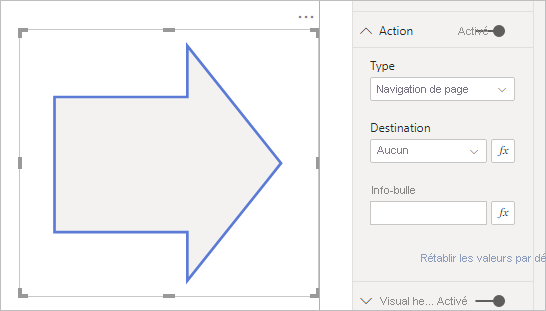 Action Activé
Type
Navigation de page
Destination
Aucun fx
Info-bulle
fx
Rétablir les valeurs par dé
Visual he... Activé